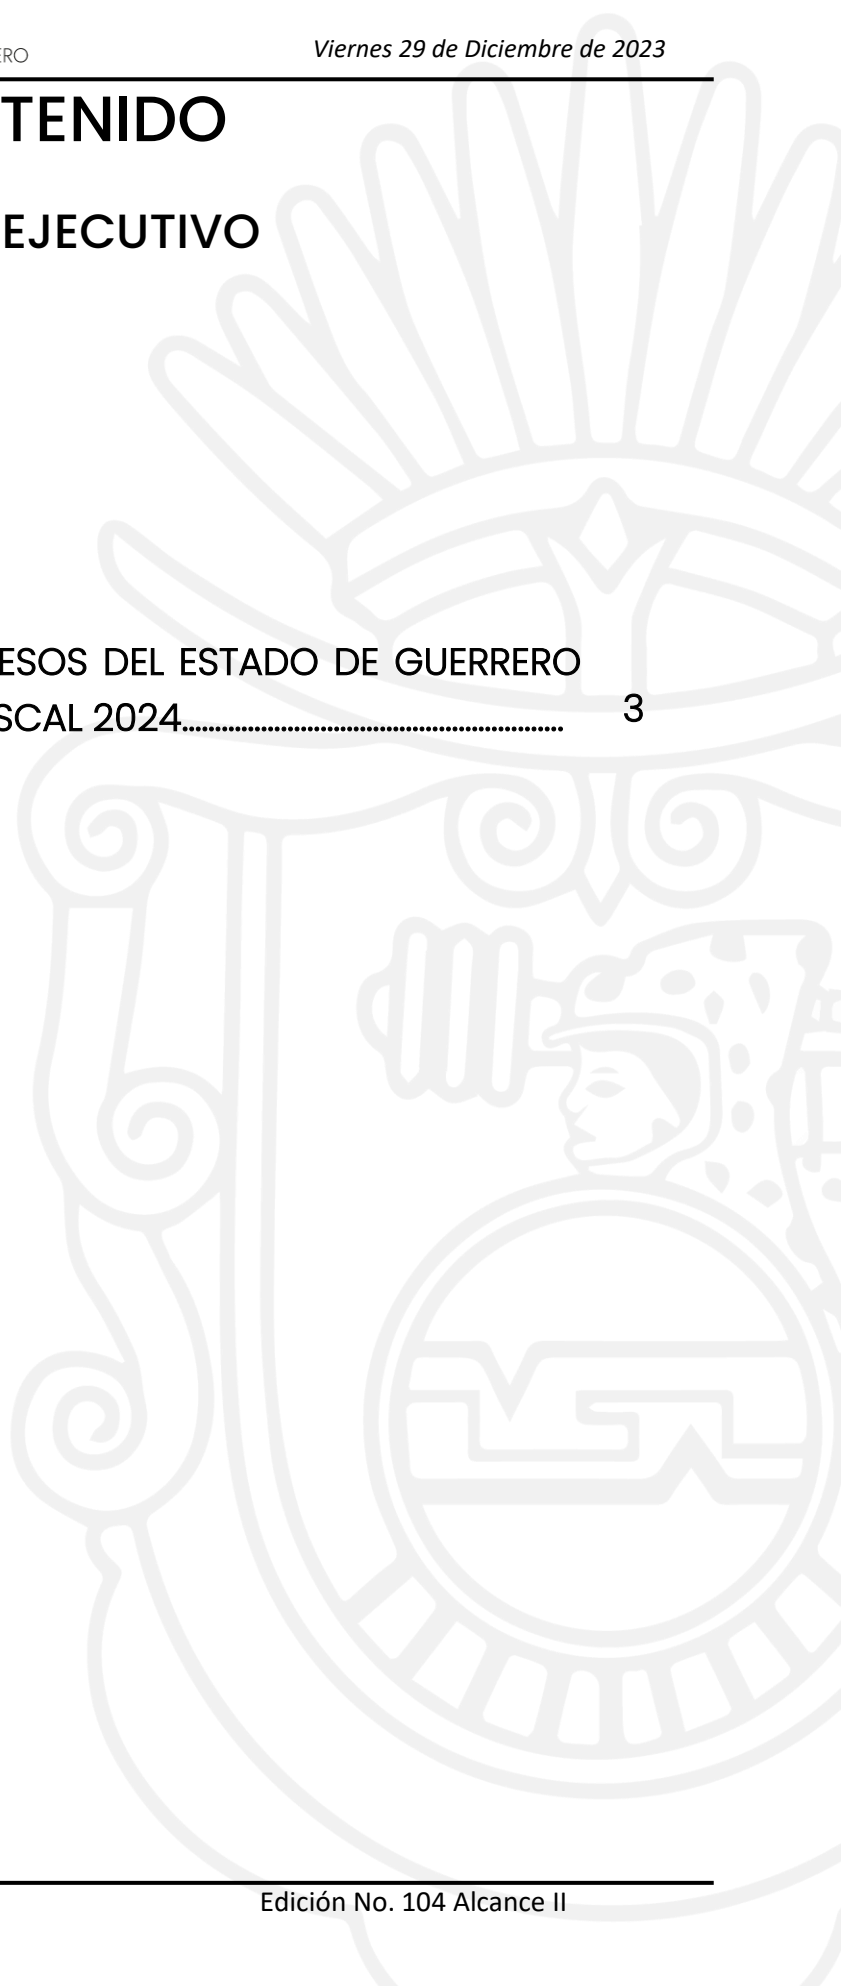 ERO
Viernes 29 de Diciembre de 2023
TENIDO
EJECUTIVO
ESOS DEL ESTADO DE GUERRERO
SCAL 2024.......................................................... 3
Edición No. 104 Alcance II